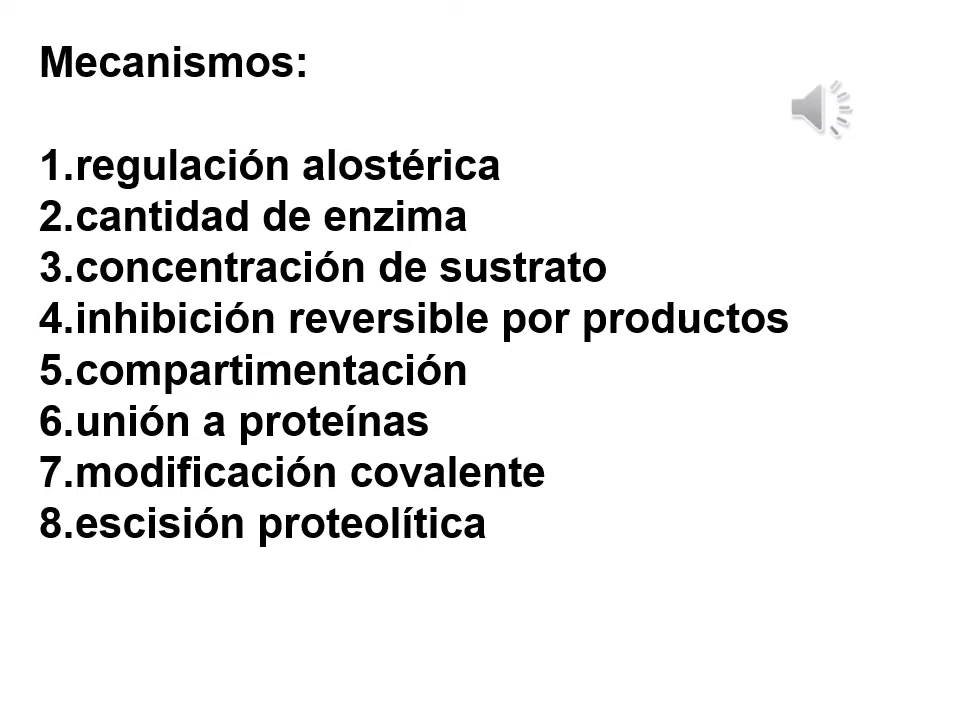 Mecanismos:
1.regulación alostérica
2.cantidad de enzima
3.concentración de sustrato
4.inhibición reversible por productos
5.compartimentación
6.unión a proteínas
7.modificación covalente
8.escisión proteolítica